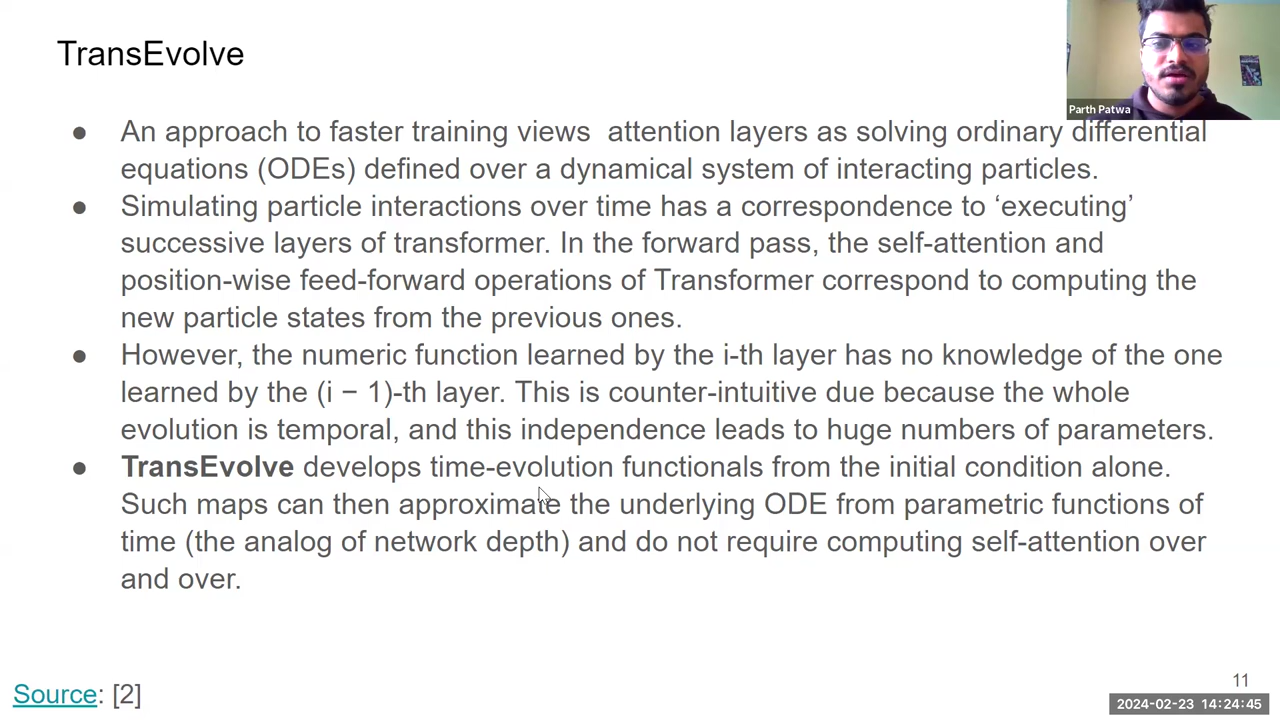 TransEvolve
Parth Patwa
● An approach to faster training views  attention layers as solving ordinary differential
equations (ODEs) defined over a dynamical system of interacting particles.
● Simulating particle interactions over time has a correspondence to ‘executing’
successive layers of transformer. In the forward pass, the self-attention and
position-wise feed-forward operations of Transformer correspond to computing the
new particle states from the previous ones.
● However, the numeric function learned by the i-th layer has no knowledge of the one
learned by the (i − 1)-th layer. This is counter-intuitive due because the whole
evolution is temporal, and this independence leads to huge numbers of parameters.
● TransEvolve develops time-evolution functionals from the initial condition alone.
Such maps can then approximate the underlying ODE from parametric functions of
time (the analog of network depth) and do not require computing self-attention over
and over.
Source: [2]
11
2024-02-23 14:24:45